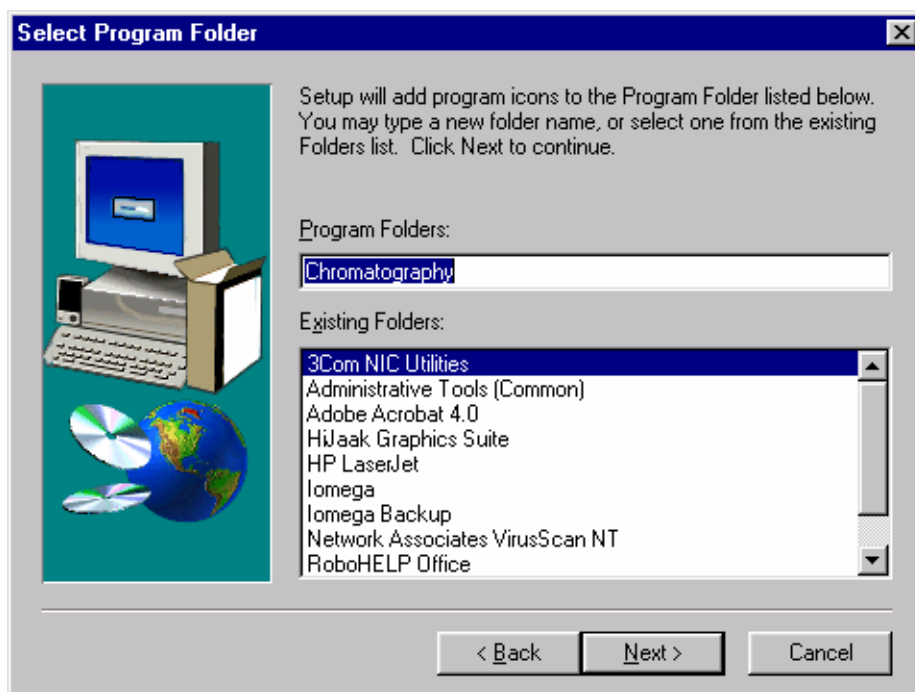 Select Program Folder
Setup will add program icons to the Program Folder listed below.
You may type a new folder name, or select one from the existing
Folders list.  Click Next to continue.
Program Folders:
Chromatography
Existing Folders:
3Com NIC Utilities
Administrative Tools (Common)
Adobe Acrobat 4.0
HiJaak Graphics Suite
HP LaserJet
Iomega
Iomega Backup
Network Associates VirusScan NT
RoboHELP Office
< Back
Next >
Cancel